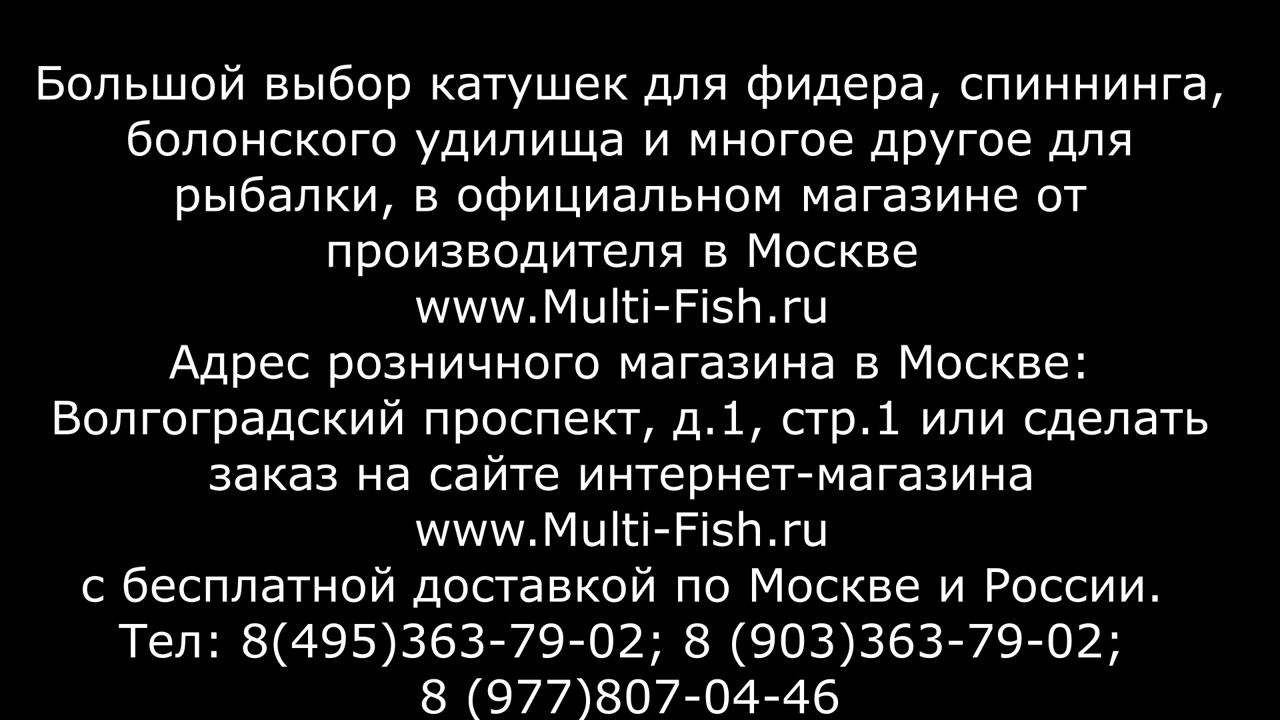 Большой выбор катушек для фидера, спиннинга,
болонского удилища и многое другое для
рыбалки, в официальном магазине от
производителя в Москве
www.Multi-Fish.ru
Адрес розничного магазина в Москве:
Волгоградский проспект, д.1, стр.1 или сделать
заказ на сайте интернет-магазина
www.Multi-Fish.ru
с бесплатной доставкой по Москве и России.
Тел: 8(495)363-79-02; 8 (903)363-79-02;
8 (977)807-04-46